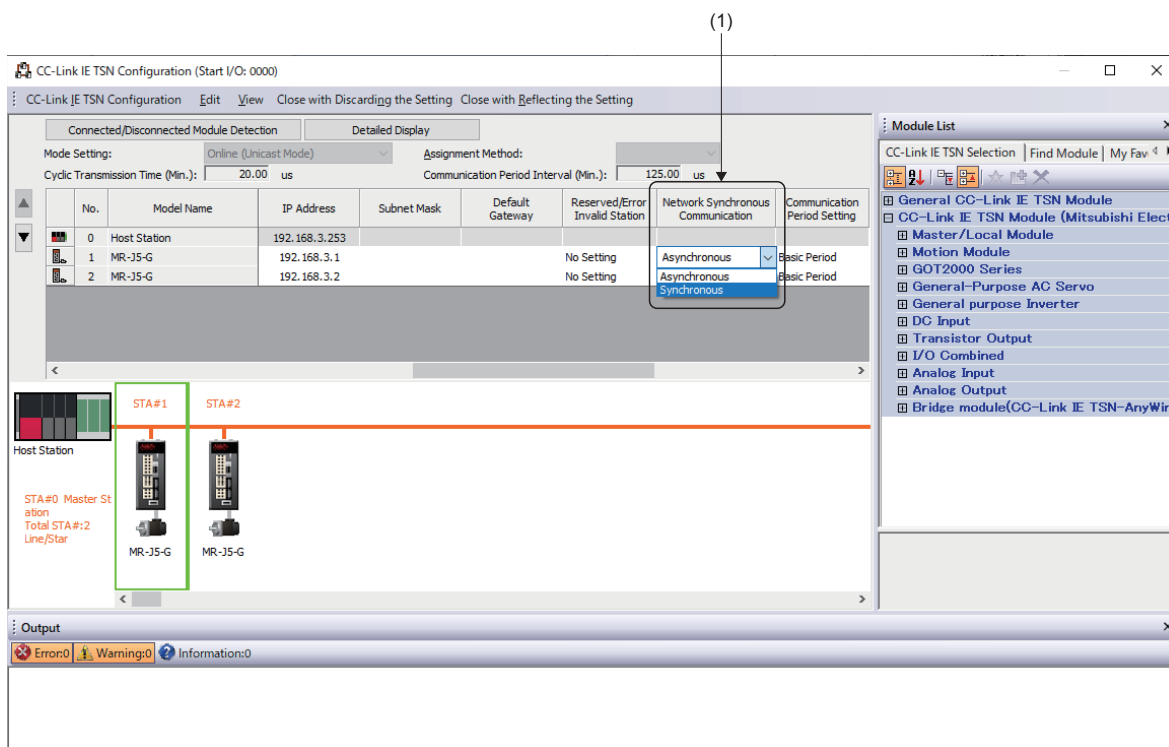 (1)
CC-Link IE TSN Configuration (Start I/O: 0000)
CC-Link IE TSN Configuration Edit View Close with Discarding the Setting Close with Reflecting the Setting
Connected/Disconnected Module Detection Detailed Display
Mode Setting: Online (Unicast Mode) Assignment Method:
Cyclic Transmission Time (Min.): 20.00 us Communication Period Interval (Min.): 125.00 us
No. Model Name IP Address Subnet Mask Default Gateway Reserved/Error Invalid Station Network Synchronous Communication Communication Period Setting
0 Host Station 192.168.3.253
1 MR-J5-G 192.168.3.1 No Setting Asynchronous Basic Period
2 MR-J5-G 192.168.3.2 No Setting Asynchronous Basic Period
Synchronous
STA#1 STA#2
Host Station
STA#0 Master St
ation
Total STA#:2
Line/Star
MR-J5-G MR-J5-G
Module List
CC-Link IE TSN Selection Find Module My Fav
General CC-Link IE TSN Module
CC-Link IE TSN Module (Mitsubishi Elect
Master/Local Module
Motion Module
GOT2000 Series
General-Purpose AC Servo
General purpose Inverter
DC Input
Transistor Output
I/O Combined
Analog Input
Analog Output
Bridge module(CC-Link IE TSN-AnyWir
Output
Error:0 Warning:0 Information:0